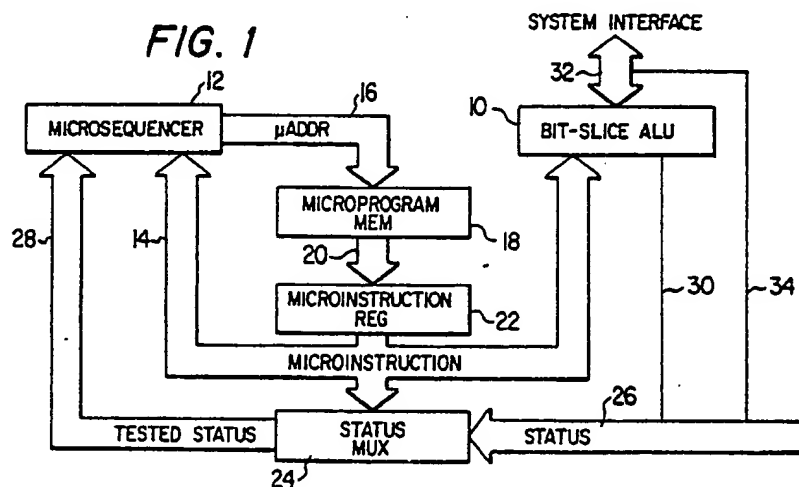 FIG. 1
SYSTEM INTERFACE
12
16
32
10
MICROSEQUENCER
μADDR
BIT-SLICE ALU
MICROPROGRAM
MEM
28
14
20
18
30
34
MICROINSTRUCTION
REG
22
MICROINSTRUCTION
26
TESTED STATUS
STATUS
MUX
STATUS
24